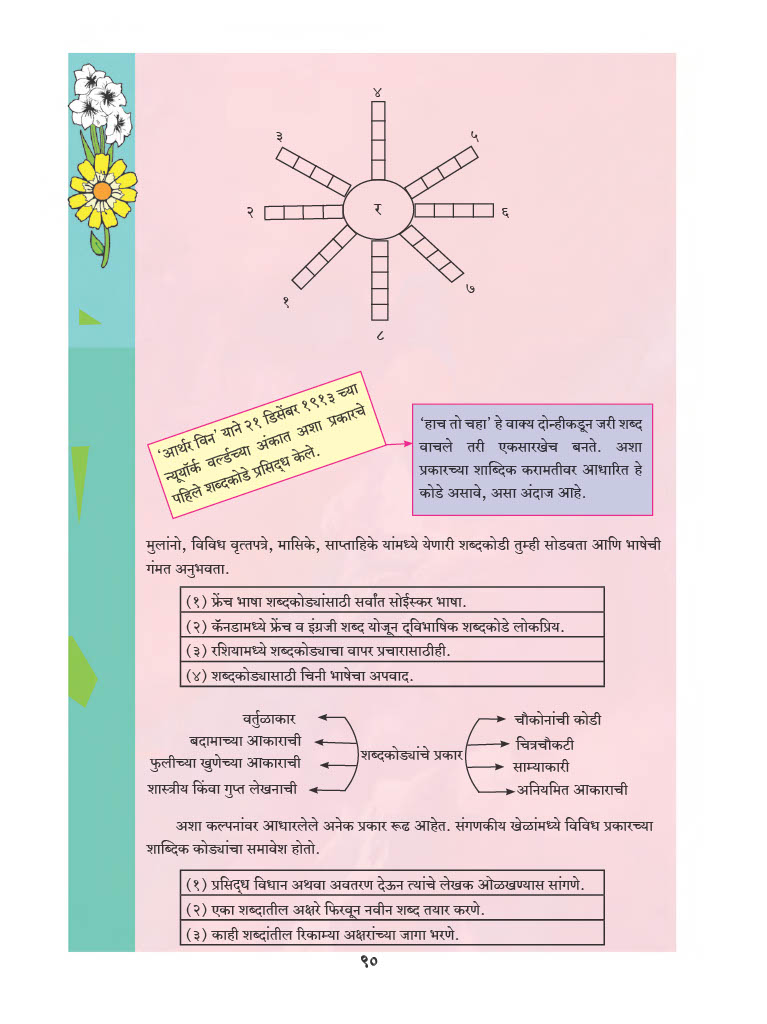 ४
३
५
२
र
६
१
७
८
‘आर्थर विन’ याने २१ डिसेंबर १९१३ च्या
न्यूयॉर्क वर्ल्डच्या अंकात अशा प्रकारचे
पहिले शब्दकोडे प्रसिद्ध केले.
‘हाच तो चहा’ हे वाक्य दोन्हीकडून जरी शब्द
वाचले तरी एकसारखेच बनते. अशा
प्रकारच्या शाब्दिक करामतीवर आधारित हे
कोडे असावे, असा अंदाज आहे.
मुलांनो, विविध वृत्तपत्रे, मासिके, साप्ताहिके यांमध्ये येणारी शब्दकोडी तुम्ही सोडवता आणि भाषेची
गंमत अनुभवता.
(१) फ्रेंच भाषा शब्दकोड्यांसाठी सर्वांत सोईस्कर भाषा.
(२) कॅनडामध्ये फ्रेंच व इंग्रजी शब्द योजून द्विभाषिक शब्दकोडे लोकप्रिय.
(३) रशियामध्ये शब्दकोड्याचा वापर प्रचारासाठीही.
(४) शब्दकोड्यासाठी चिनी भाषेचा अपवाद.
वर्तुळाकार
बदामाच्या आकाराची
फुलीच्या खुणेच्या आकाराची
शास्त्रीय किंवा गुप्त लेखनाची
शब्दकोड्यांचे प्रकार
चौकोनांची कोडी
चित्रचौकटी
साम्याकारी
अनियमित आकाराची
अशा कल्पनांवर आधारलेले अनेक प्रकार रूढ आहेत. संगणकीय खेळांमध्ये विविध प्रकारच्या
शाब्दिक कोड्यांचा समावेश होतो.
(१) प्रसिद्ध विधान अथवा अवतरण देऊन त्यांचे लेखक ओळखण्यास सांगणे.
(२) एका शब्दातील अक्षरे फिरवून नवीन शब्द तयार करणे.
(३) काही शब्दांतील रिकाम्या अक्षरांच्या जागा भरणे.
९०